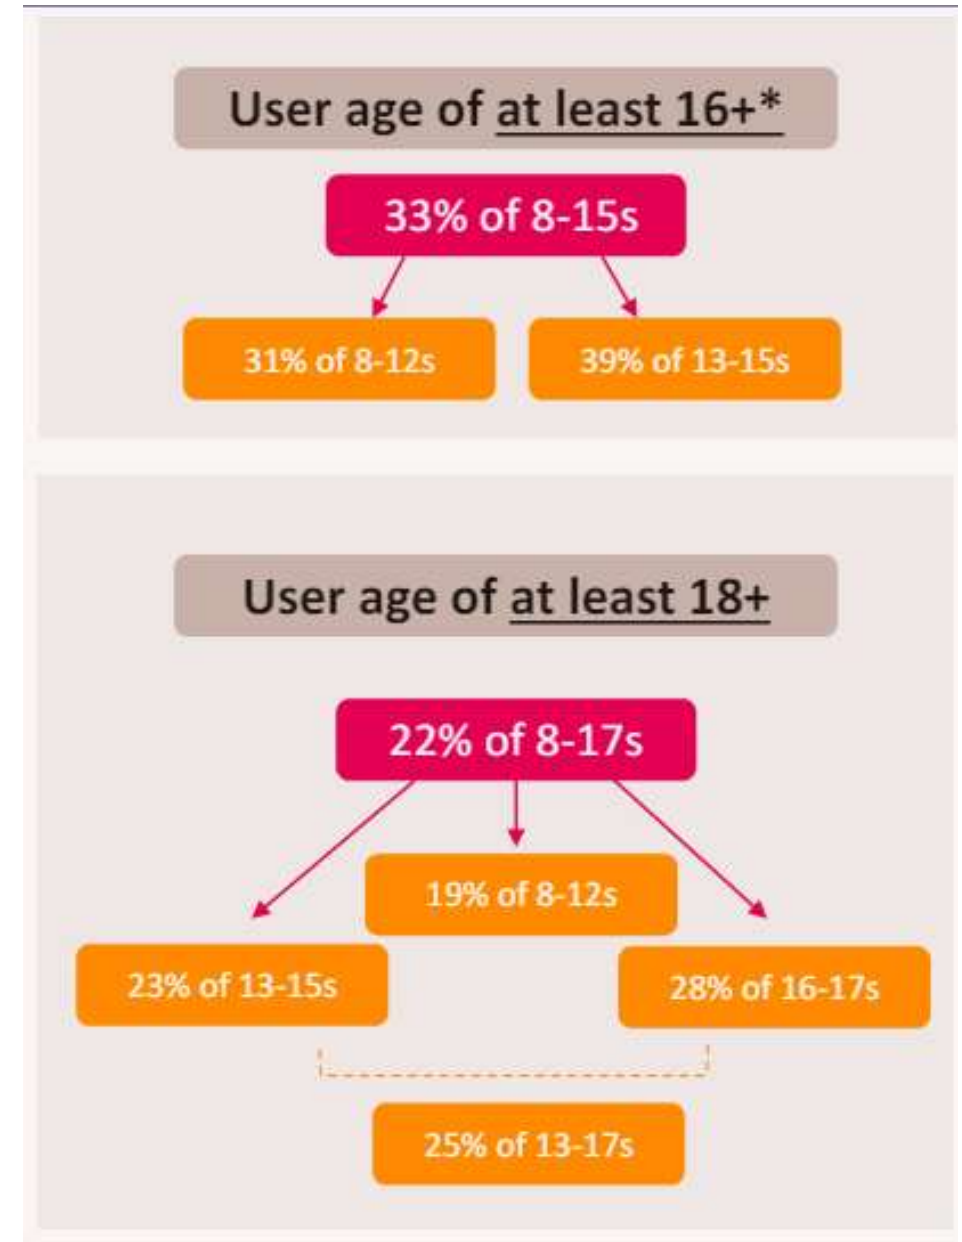 User age of at least 16+*
33% of 8-15s
31% of 8-12s
39% of 13-15s
User age of at least 18+
22% of 8-17s
19% of 8-12s
23% of 13-15s
28% of 16-17s
25% of 13-17s